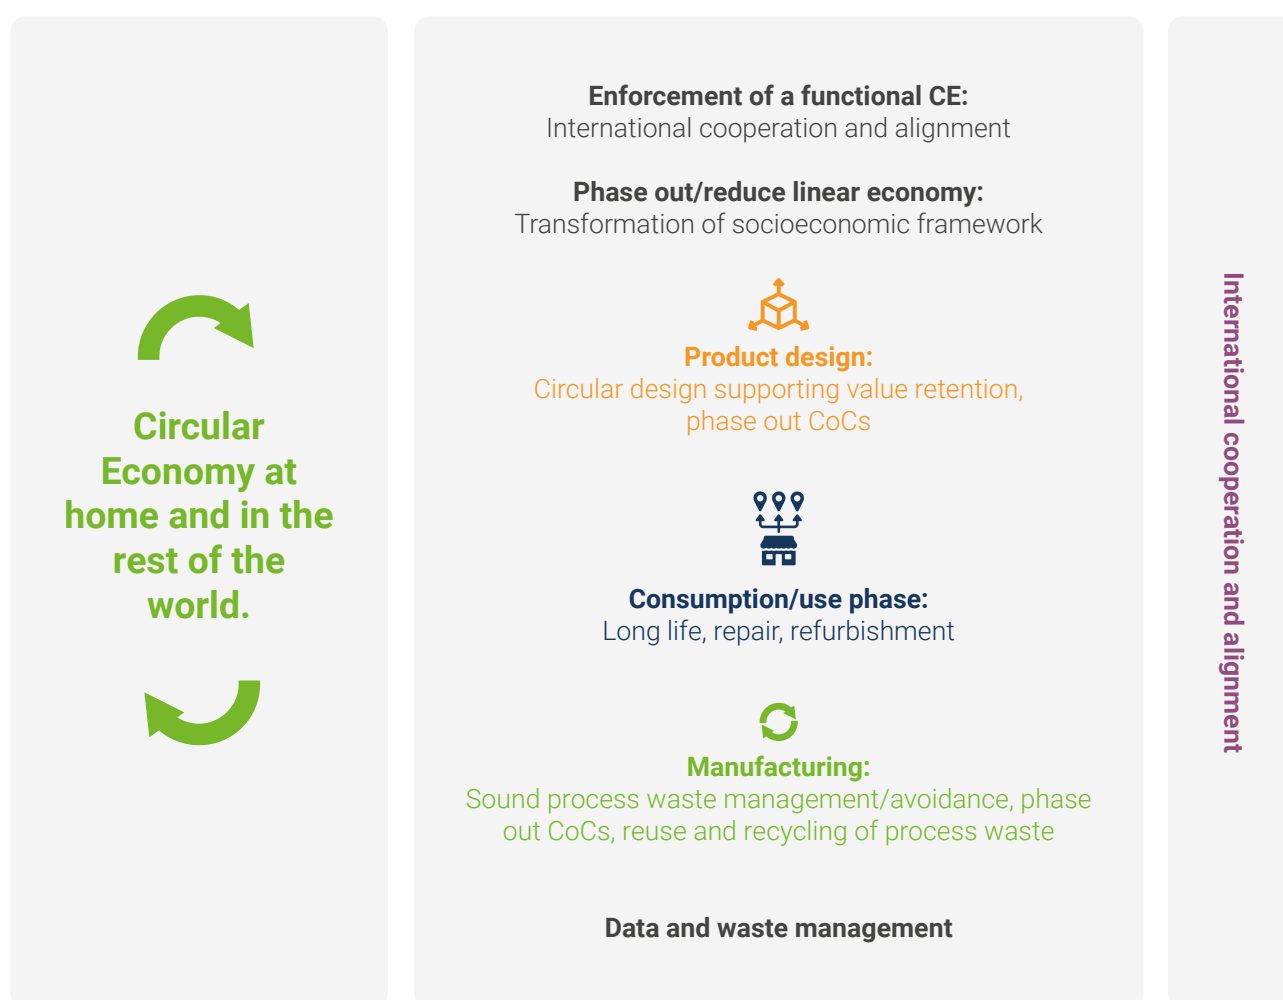 Circular
Economy at
home and in the
rest of the
world.
Enforcement of a functional CE:
International cooperation and alignment
Phase out/reduce linear economy:
Transformation of socioeconomic framework
Product design:
Circular design supporting value retention,
phase out CoCs
Consumption/use phase:
Long life, repair, refurbishment
Manufacturing:
Sound process waste management/avoidance, phase
out CoCs, reuse and recycling of process waste
Data and waste management
International cooperation and alignment